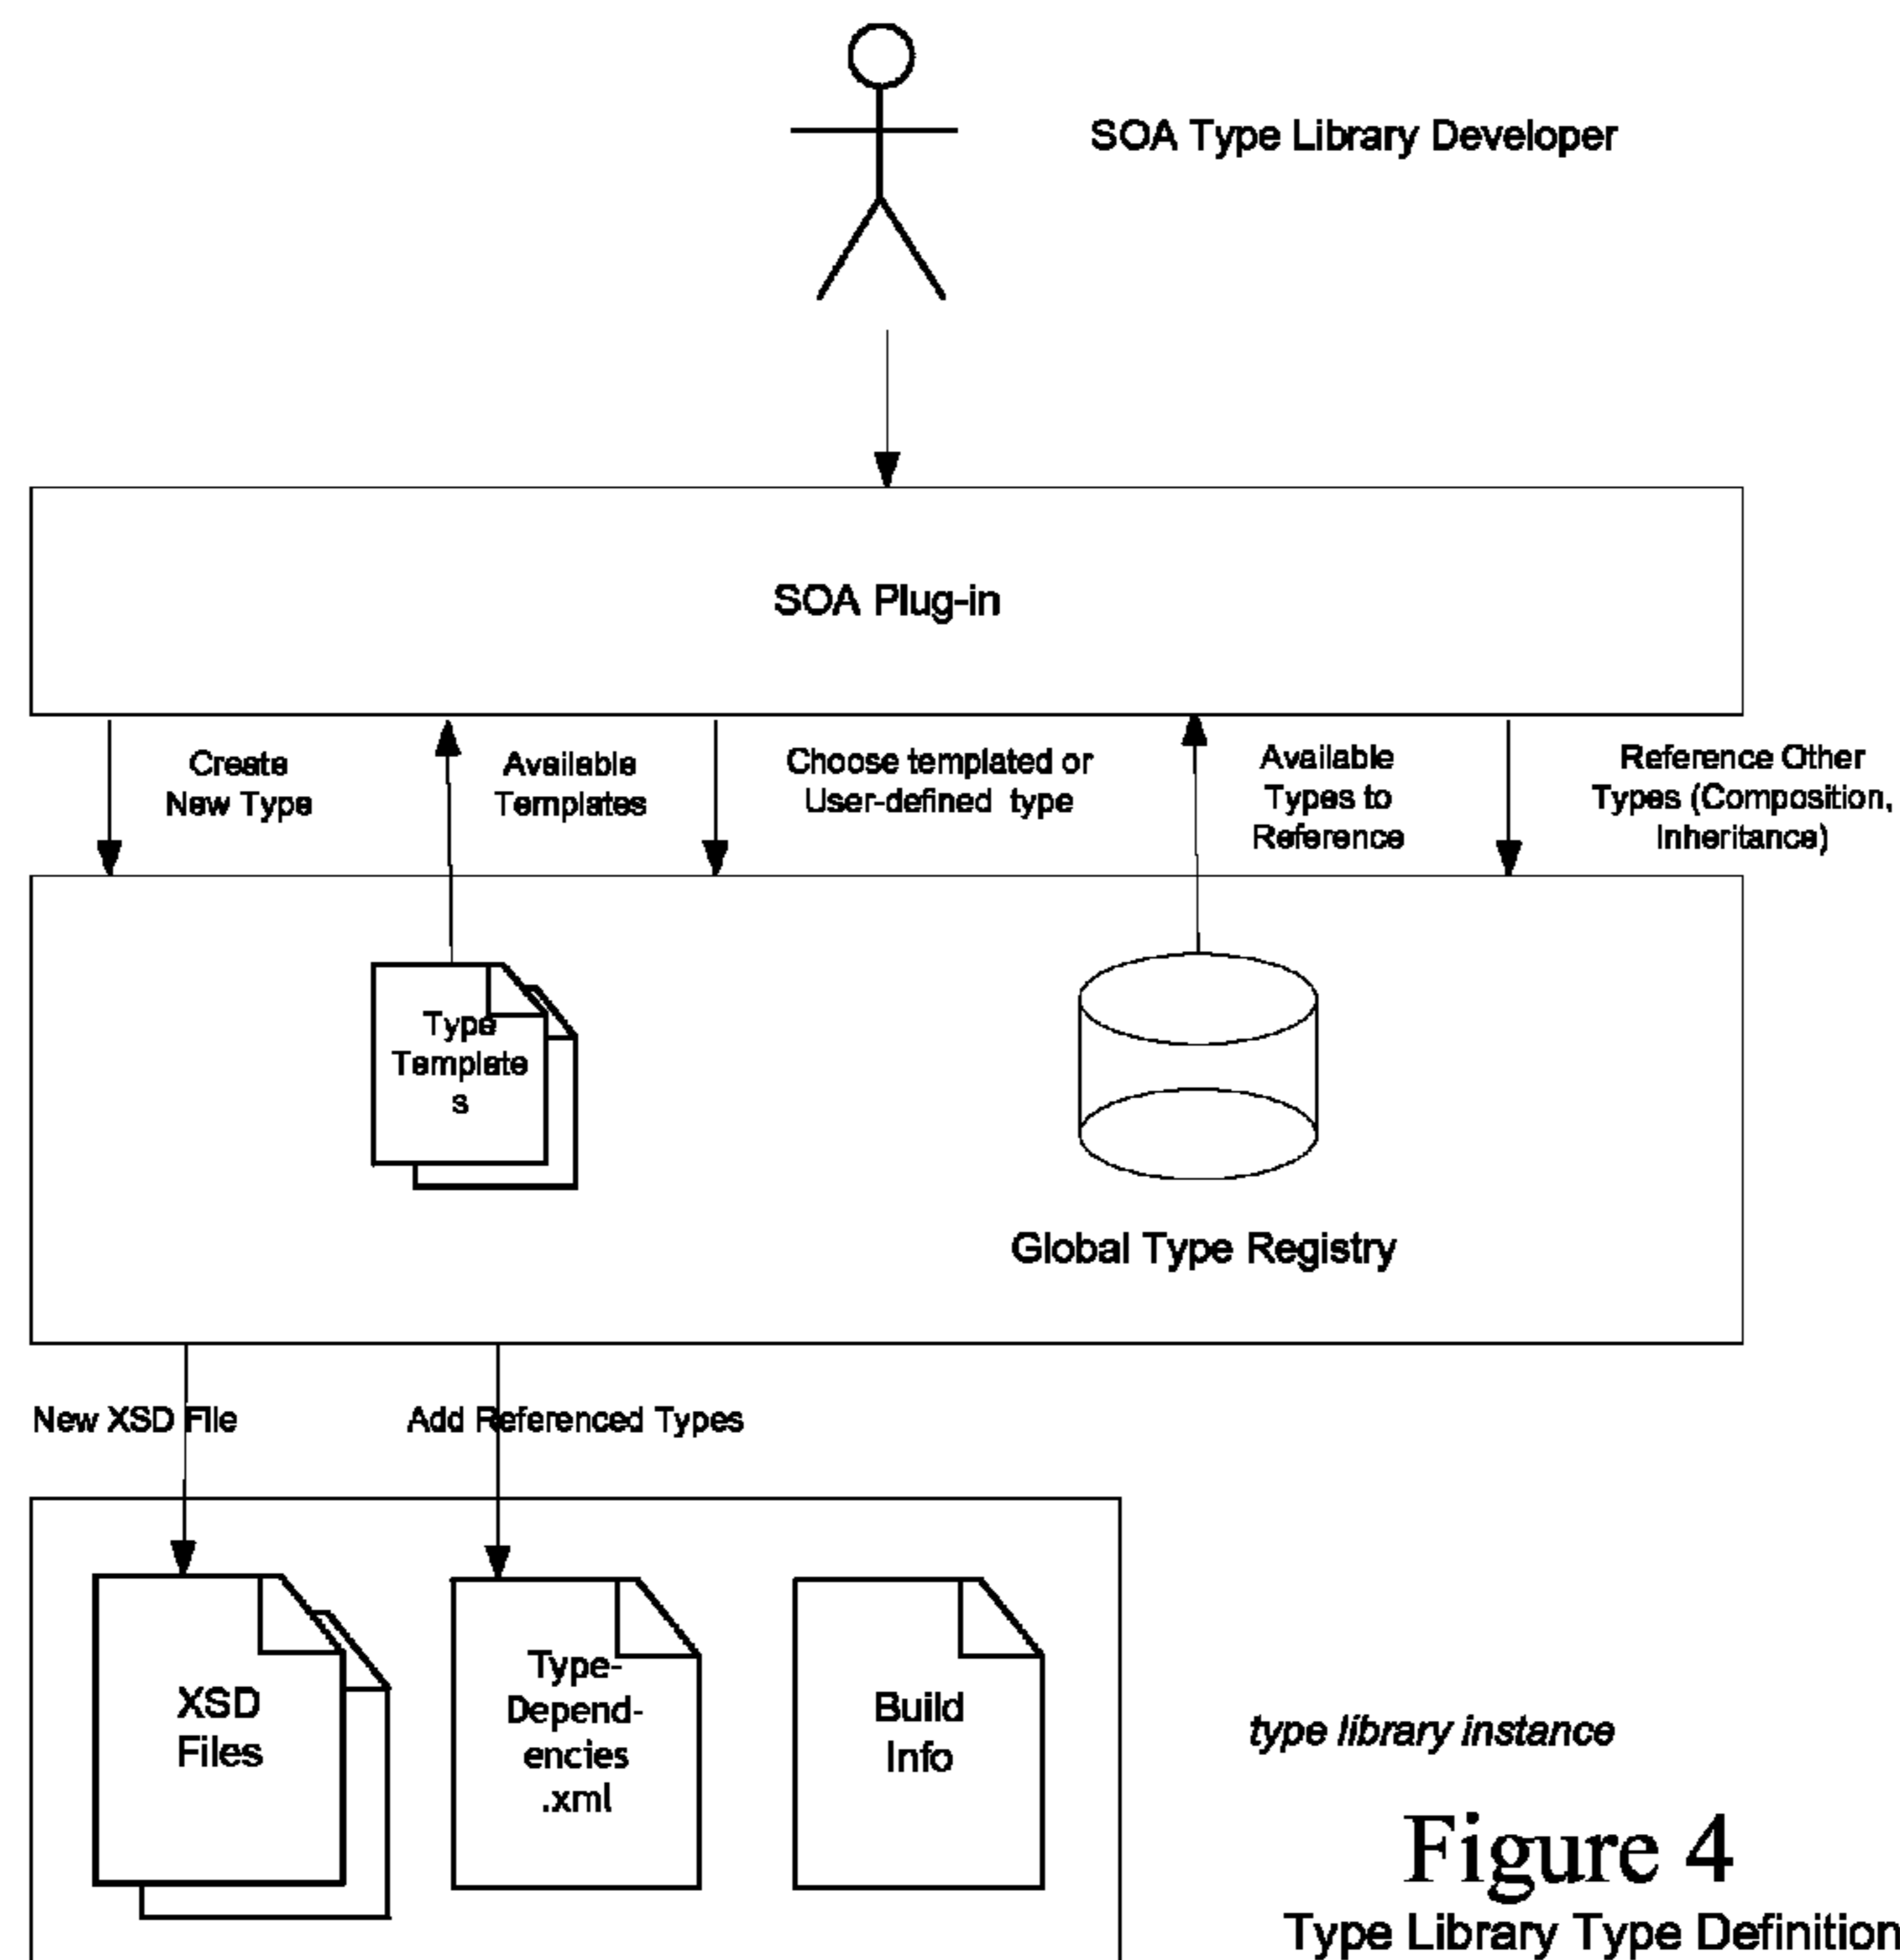 SOA Type Library Developer
SOA Plug-in
Create
New Type
Available
Templates
Choose templated or
User-defined type
Available
Types to
Reference
Reference Other
Types (Composition,
Inheritance)
Type
Template
s
Global Type Registry
New XSD File
Add Referenced Types
XSD
Files
Type-
Depend-
encies
.xml
Build
Info
type library instance
Figure 4
Type Library Type Definition